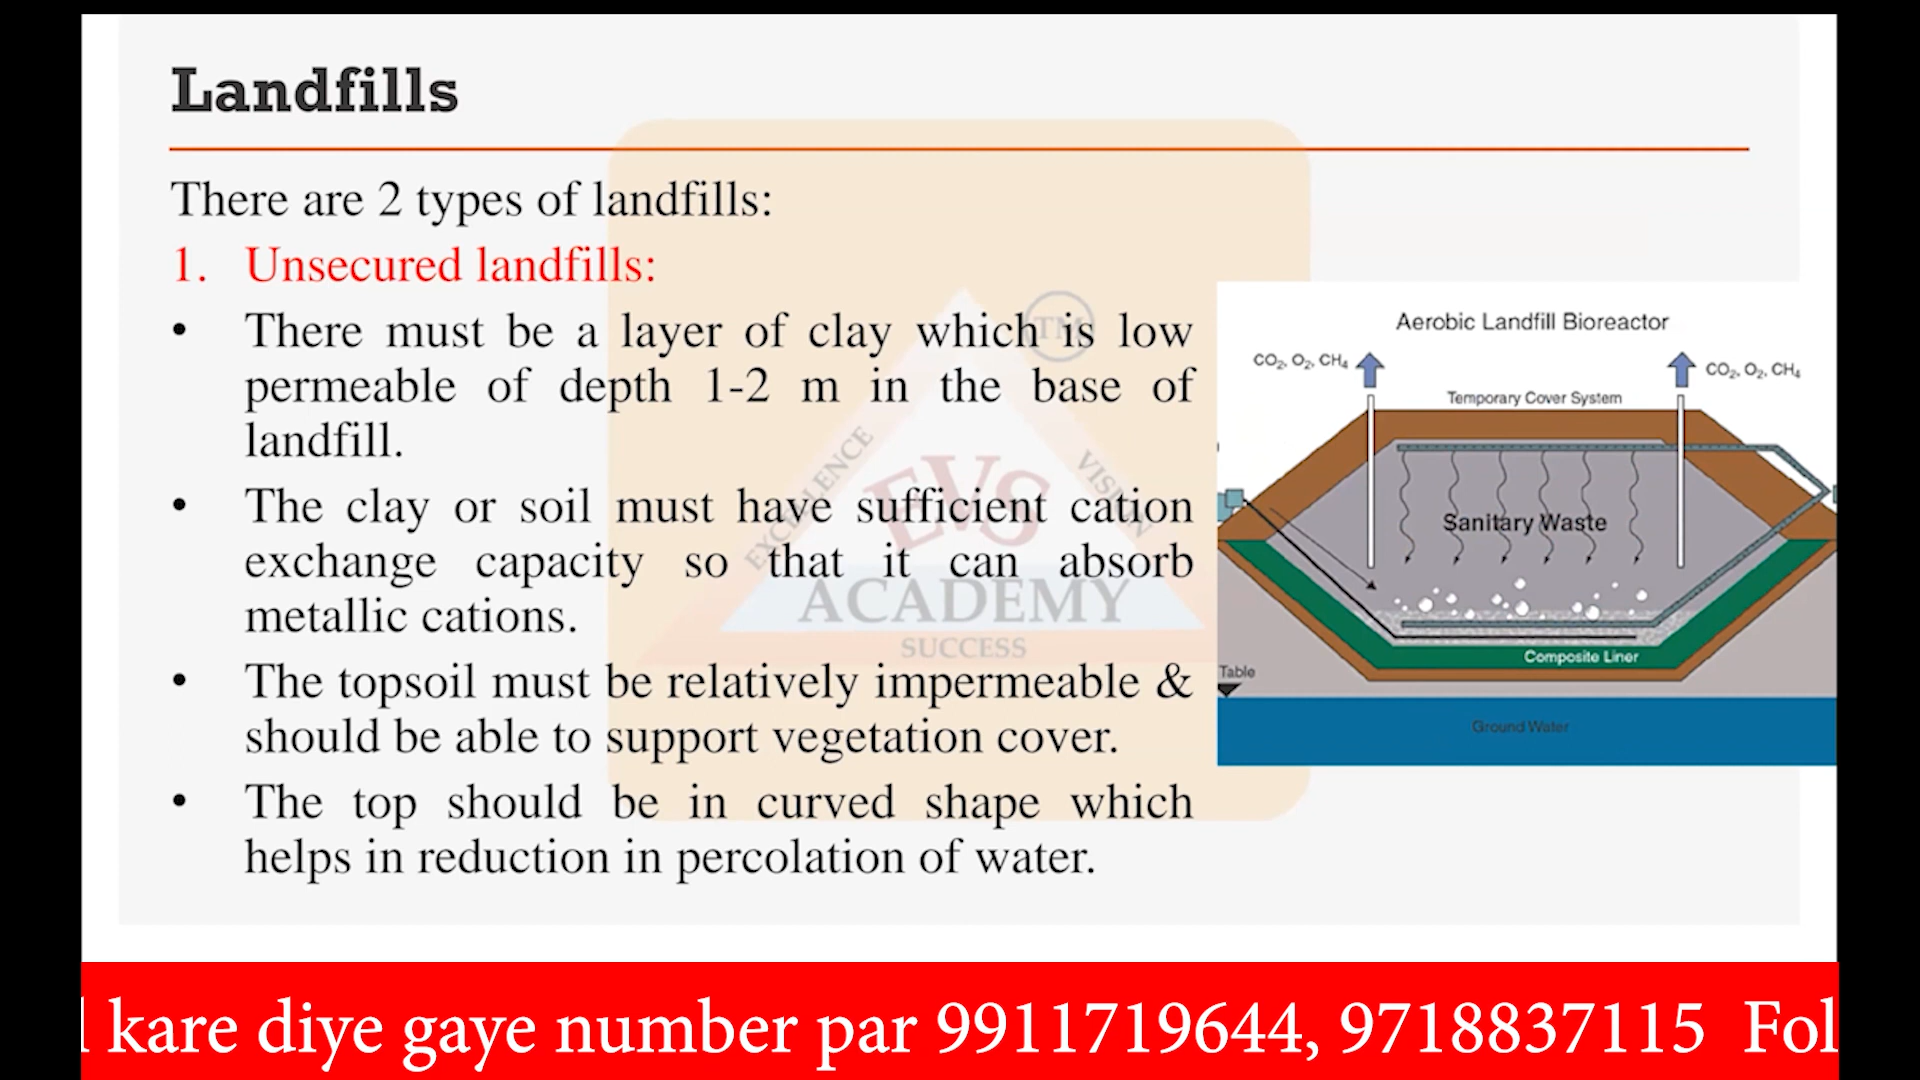 Landfills
There are 2 types of landfills:
1. Unsecured landfills:
• There must be a layer of clay which is low
permeable of depth 1-2 m in the base of
landfill.
• The clay or soil must have sufficient cation
exchange capacity so that it can absorb
metallic cations.
• The topsoil must be relatively impermeable &
should be able to support vegetation cover.
• The top should be in curved shape which
helps in reduction in percolation of water.
TM
EXCELLENCE
VISION
EVS
ACADEMY
SUCCESS
Aerobic Landfill Bioreactor
CO₂, O₂, CH₄
CO₂, O₂, CH₄
Temporary Cover System
Sanitary Waste
Composite Liner
Table
Ground Water
kare diye gaye number par 9911719644, 9718837115 Fol